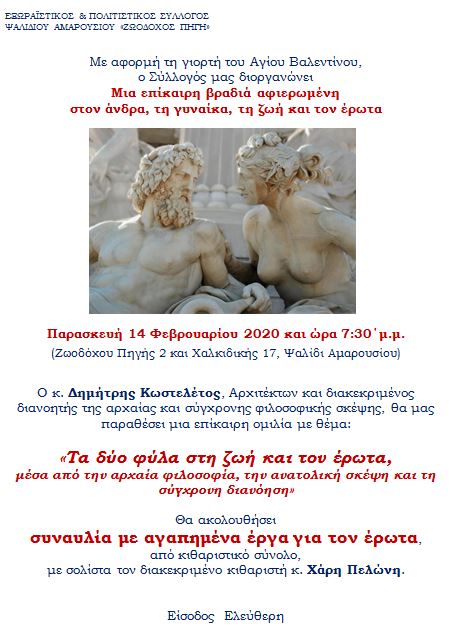 ΕΞΩΡΑΪΣΤΙΚΟΣ & ΠΟΛΙΤΙΣΤΙΚΟΣ ΣΥΛΛΟΓΟΣ
ΨΑΛΙΔΙΟΥ ΑΜΑΡΟΥΣΙΟΥ «ΖΩΟΔΟΧΟΣ ΠΗΓΗ»
Με αφορμή τη γιορτή του Αγίου Βαλεντίνου,
ο Σύλλογός μας διοργανώνει
Μια επίκαιρη βραδιά αφιερωμένη
στον άνδρα, τη γυναίκα, τη ζωή και τον έρωτα
Παρασκευή 14 Φεβρουαρίου 2020 και ώρα 7:30΄μ.μ.
(Ζωοδόχου Πηγής 2 και Χαλκιδικής 17, Ψαλίδι Αμαρουσίου)
Ο κ. Δημήτρης Κωστελέτος, Αρχιτέκτων και διακεκριμένος
διανοητής της αρχαίας και σύγχρονης φιλοσοφικής σκέψης, θα μας
παραθέσει μια επίκαιρη ομιλία με θέμα:
«Τα δύο φύλα στη ζωή και τον έρωτα,
μέσα από την αρχαία φιλοσοφία, την ανατολική σκέψη και τη
σύγχρονη διανόηση»
Θα ακολουθήσει
συναυλία με αγαπημένα έργα για τον έρωτα,
από κιθαριστικό σύνολο,
με σολίστα τον διακεκριμένο κιθαριστή κ. Χάρη Πελώνη.
Είσοδος Ελεύθερη